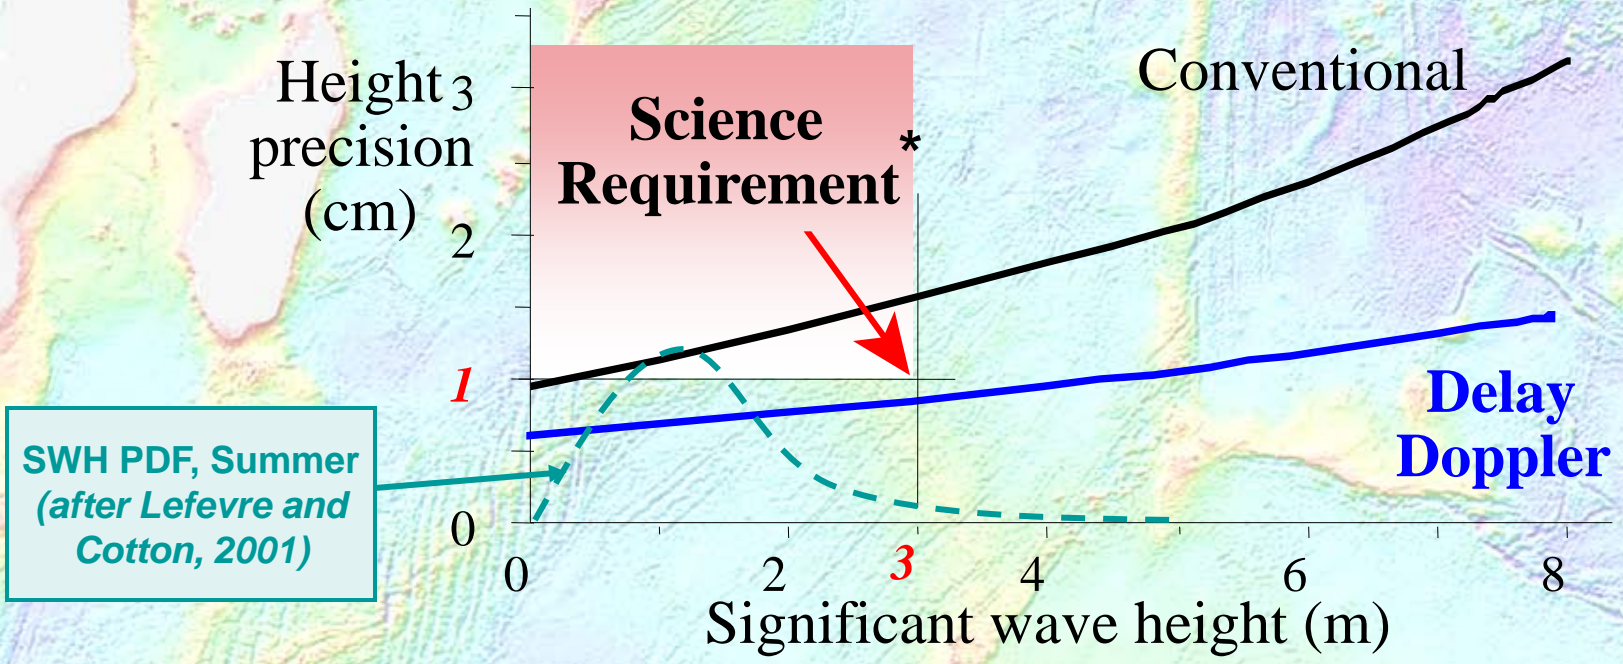 Height
precision
(cm)
3
2
1
0
Science
Requirement*
Conventional
Delay
Doppler
SWH PDF, Summer
(after Lefevre and
Cotton, 2001)
0 2 3 4 6 8
Significant wave height (m)